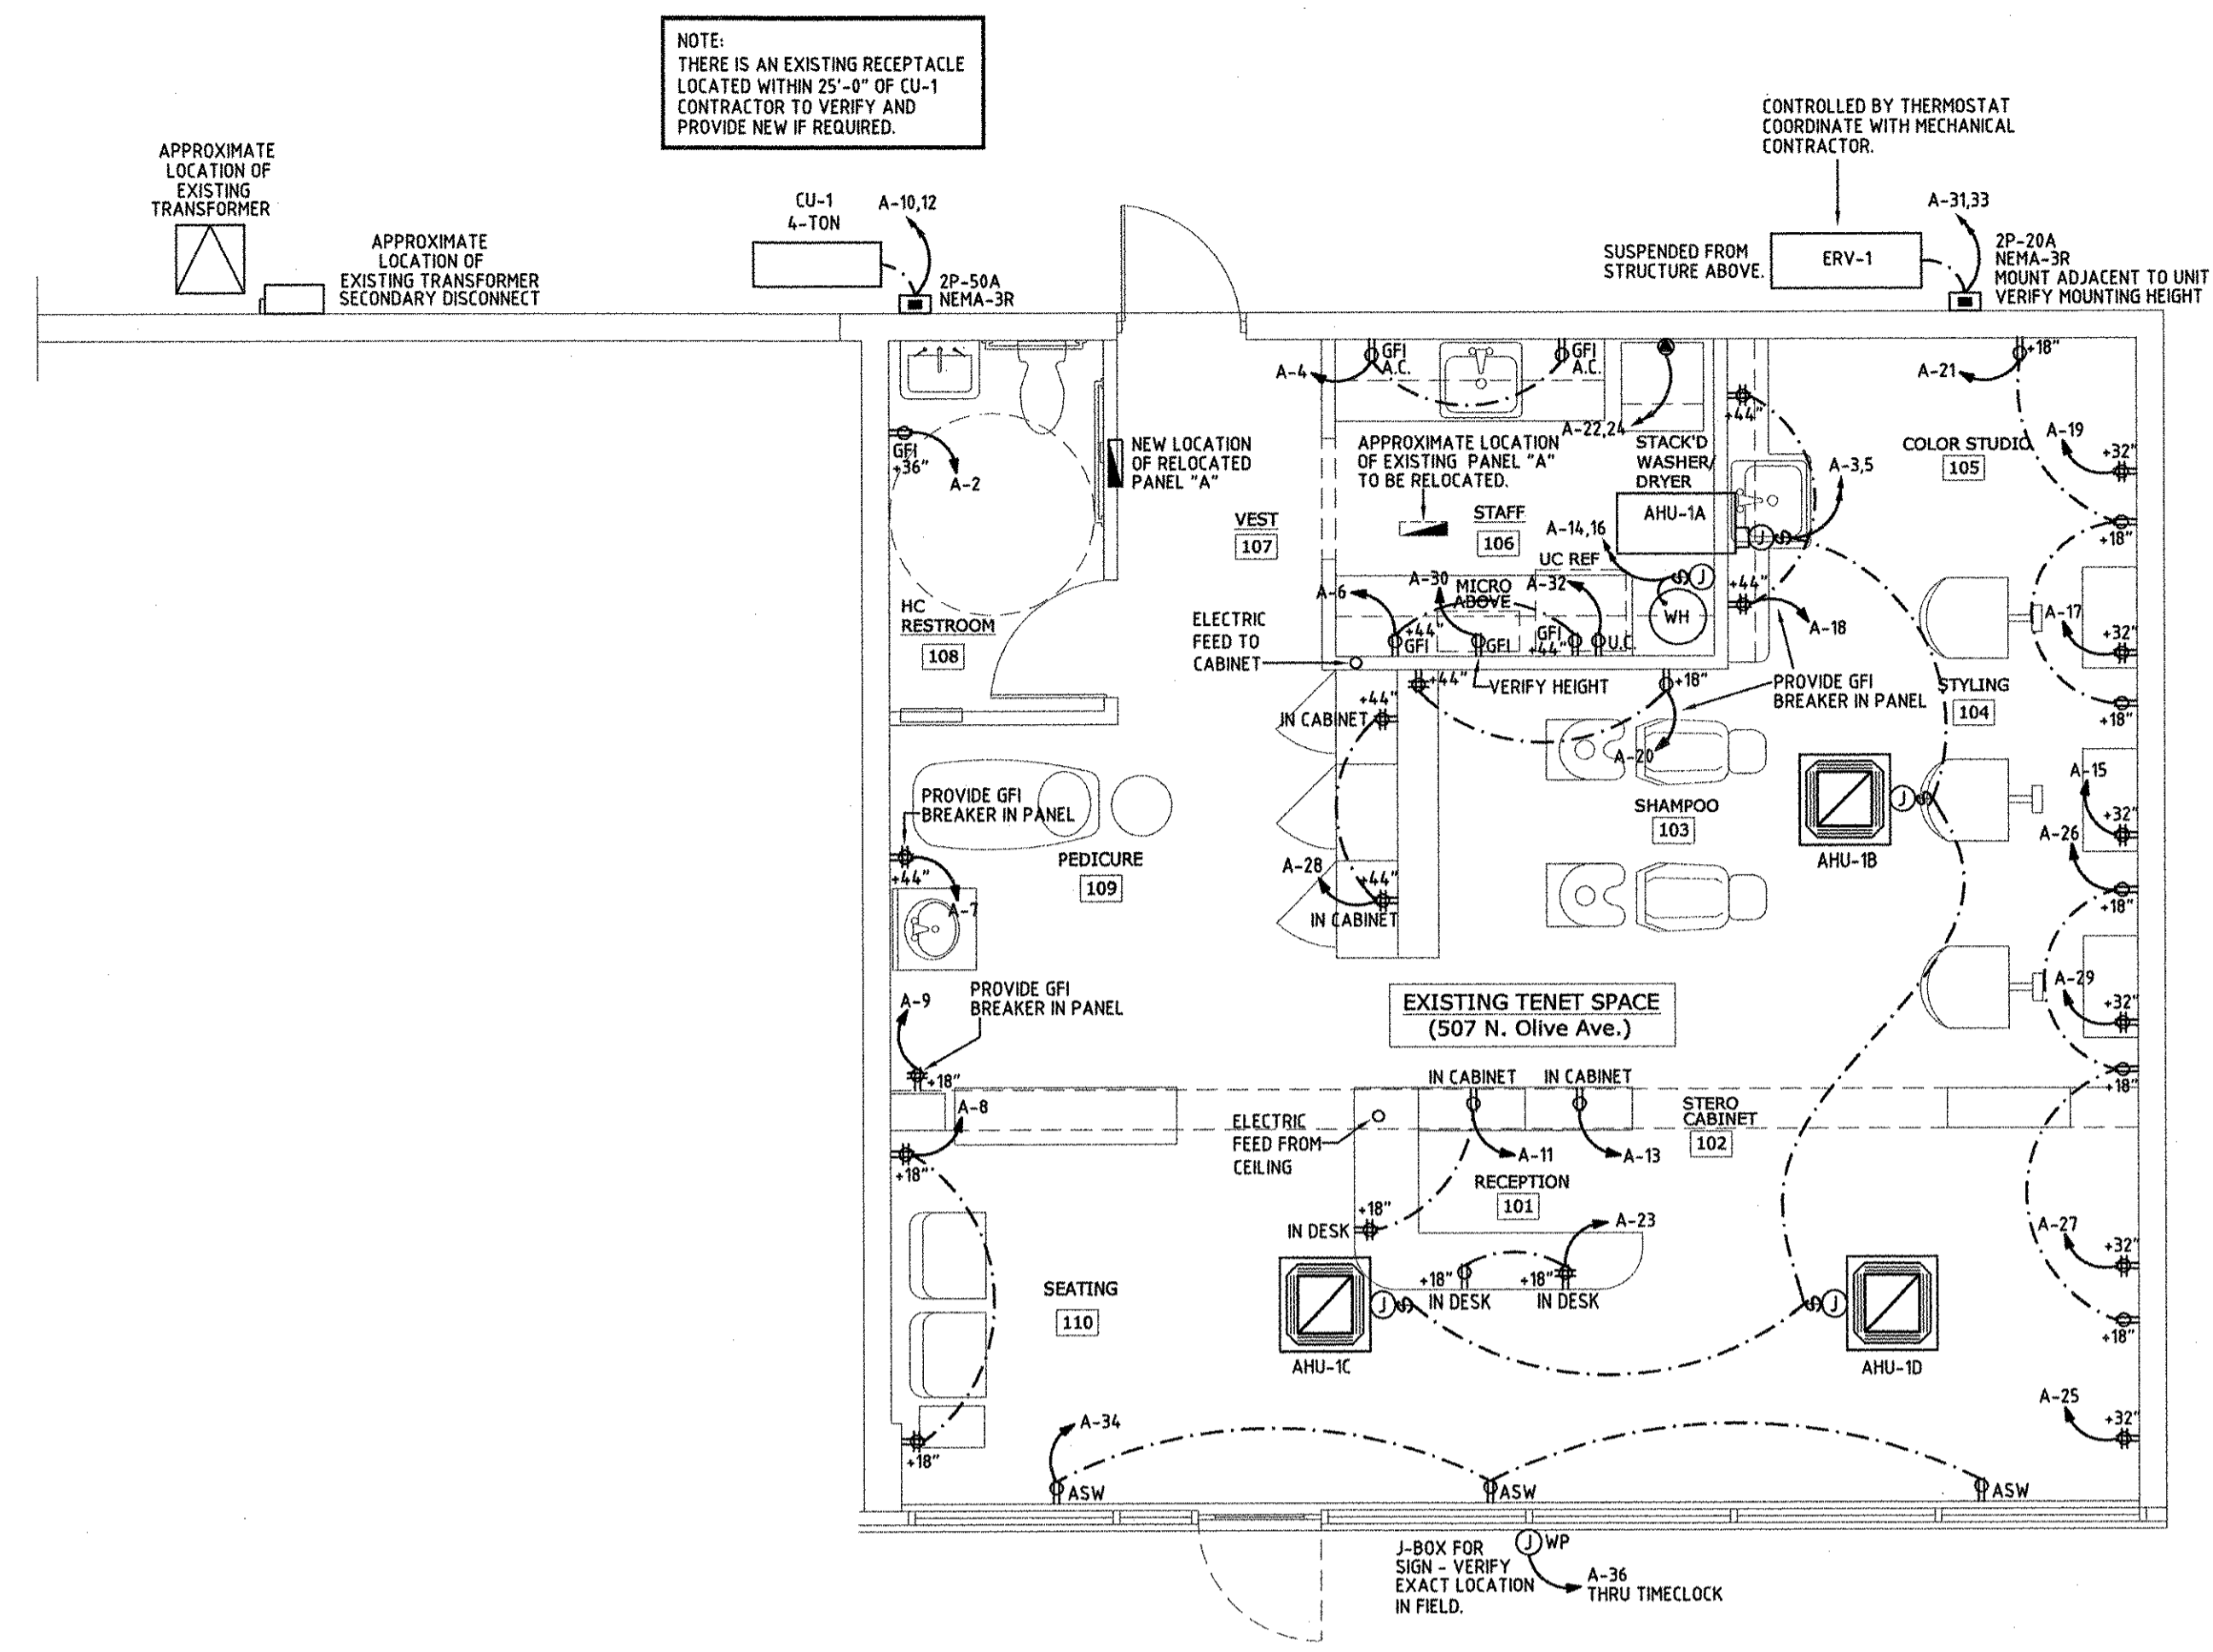 NOTE:
THERE IS AN EXISTING RECEPTACLE
LOCATED WITHIN 25'-0" OF CU-1
CONTRACTOR TO VERIFY AND
PROVIDE NEW IF REQUIRED.
CONTROLLED BY THERMOSTAT
COORDINATE WITH MECHANICAL
CONTRACTOR.
APPROXIMATE
LOCATION OF
EXISTING
TRANSFORMER
APPROXIMATE
LOCATION OF
EXISTING TRANSFORMER
SECONDARY DISCONNECT
CU-1
4-TON
A-10,12
2P-50A
NEMA-3R
SUSPENDED FROM
STRUCTURE ABOVE.
ERV-1
A-31,33
2P-20A
NEMA-3R
MOUNT ADJACENT TO UNIT
VERIFY MOUNTING HEIGHT
GFI
+36"
A-2
NEW LOCATION
OF RELOCATED
PANEL "A"
A-4
GFI
A.C.
GFI
A.C.
A-22,24
STACK'D
WASHER/
DRYER
APPROXIMATE LOCATION
OF EXISTING PANEL "A"
TO BE RELOCATED.
+44"
+18"
A-21
COLOR STUDIO
105
A-19
+32"
+18"
A-3,5
AHU-1A
VEST
107
STAFF
106
A-14,16
UC REF
J
J
WH
A-6
A-30
MICRO
ABOVE
A-32
+44"
GFI
GFI
GFI
+44"
U.C.
+44"
A-18
A-17
+32"
+18"
HC
RESTROOM
108
ELECTRIC
FEED TO
CABINET
VERIFY HEIGHT
+44"
+18"
PROVIDE GFI
BREAKER IN PANEL
STYLING
104
+44"
IN CABINET
A-20
SHAMPOO
103
J
AHU-1B
A-15
+32"
A-26
+18"
PROVIDE GFI
BREAKER IN PANEL
+44"
A-7
PEDICURE
109
A-28
+44"
IN CABINET
A-9
PROVIDE GFI
BREAKER IN PANEL
+18"
EXISTING TENET SPACE
(507 N. Olive Ave.)
A-29
+32"
+18"
IN CABINET
IN CABINET
A-8
+18"
ELECTRIC
FEED FROM
CEILING
A-11
A-13
STERO
CABINET
102
RECEPTION
101
+18"
IN DESK
A-23
+18"
IN DESK
+18"
IN DESK
A-27
+32"
+18"
SEATING
110
J
AHU-1C
J
AHU-1D
A-25
+32"
+18"
A-34
ASW
ASW
ASW
J WP
J-BOX FOR
SIGN - VERIFY
EXACT LOCATION
IN FIELD.
A-36
THRU TIMECLOCK